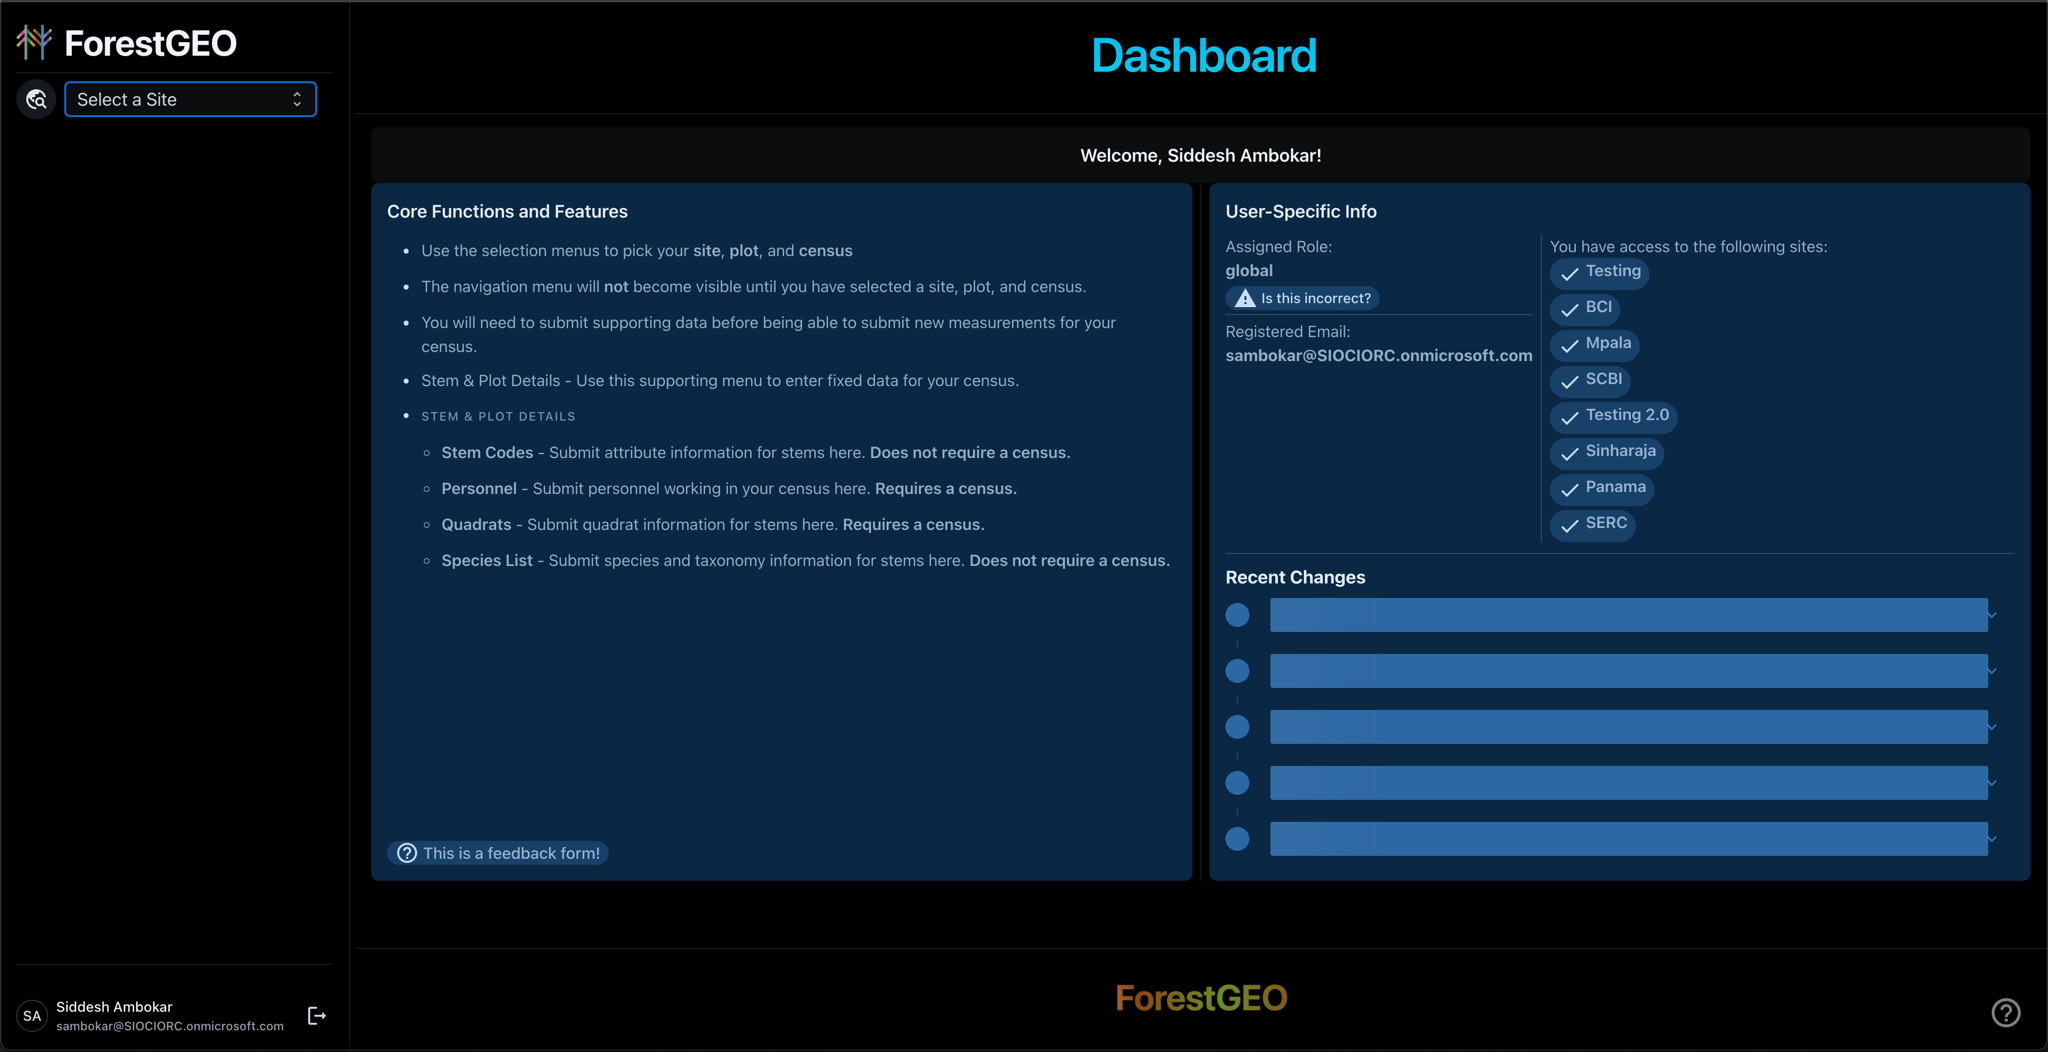 ForestGEO
Select a Site
Dashboard
Welcome, Siddesh Ambokar!
Core Functions and Features
Use the selection menus to pick your site, plot, and census
The navigation menu will not become visible until you have selected a site, plot, and census.
You will need to submit supporting data before being able to submit new measurements for your
census.
Stem & Plot Details - Use this supporting menu to enter fixed data for your census.
STEM & PLOT DETAILS
Stem Codes - Submit attribute information for stems here. Does not require a census.
Personnel - Submit personnel working in your census here. Requires a census.
Quadrats - Submit quadrat information for stems here. Requires a census.
Species List - Submit species and taxonomy information for stems here. Does not require a census.
This is a feedback form!
User-Specific Info
Assigned Role:
global
Is this incorrect?
Registered Email:
sambokar@SIOCIORC.onmicrosoft.com
You have access to the following sites:
Testing
BCI
Mpala
SCBI
Testing 2.0
Sinharaja
Panama
SERC
Recent Changes
SA
Siddesh Ambokar
sambokar@SIOCIORC.onmicrosoft.com
ForestGEO